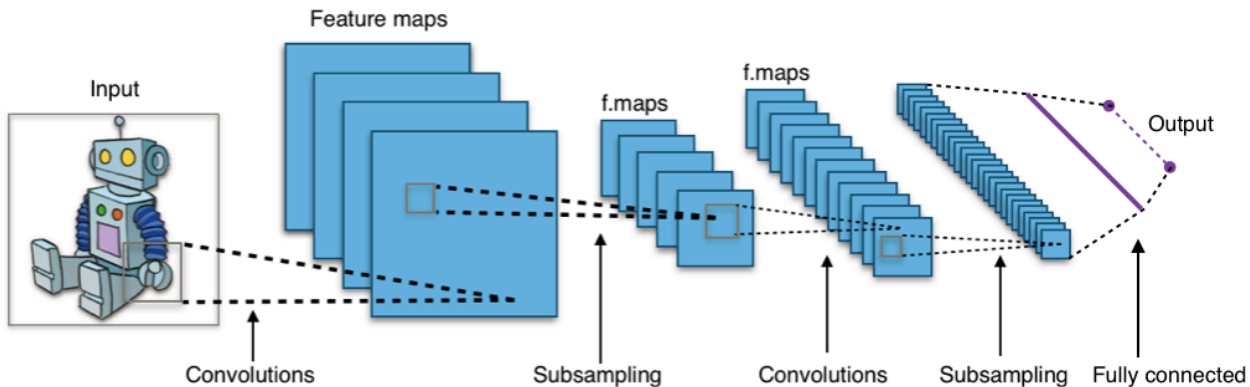 Feature maps
Input
f.maps
f.maps
Output
Convolutions
Subsampling
Convolutions
Subsampling
Fully connected